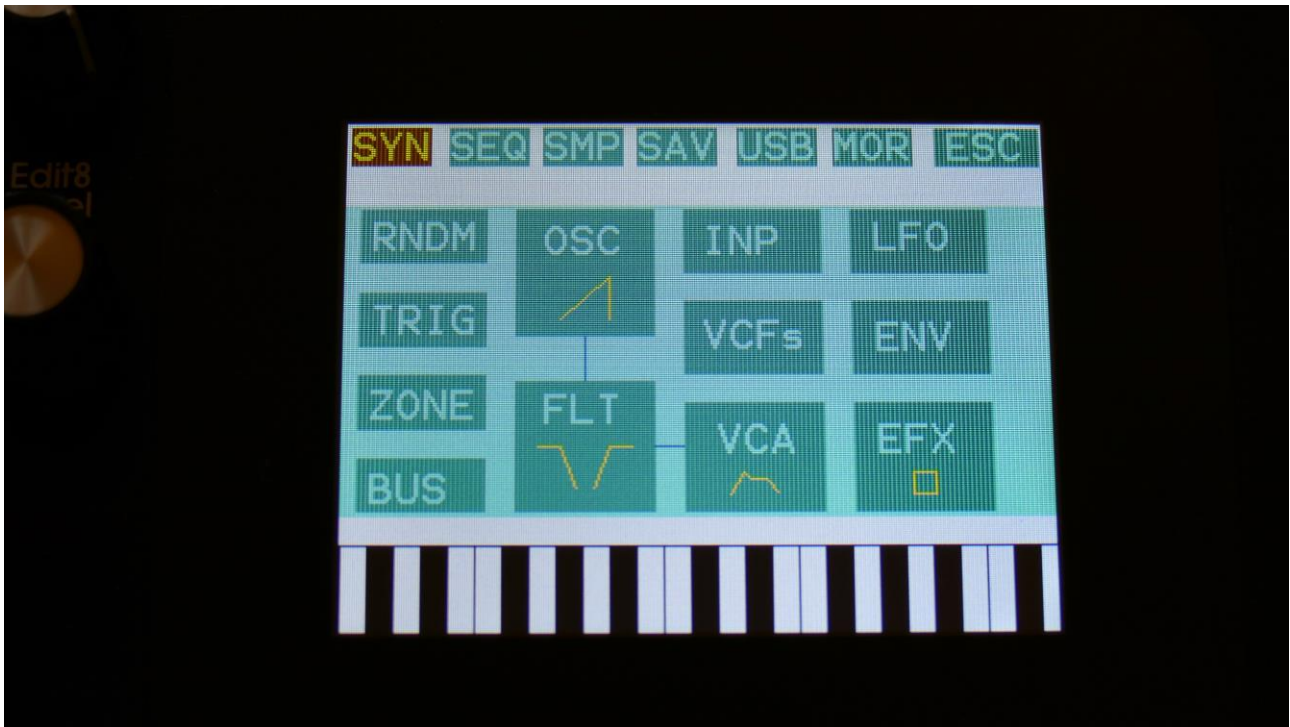 SYN SEQ SMP SAV USB MOR ESC
Edit8
RNDM OSC INP LFO
TRIG VCFs ENV
ZONE FLT VCA EFX
BUS